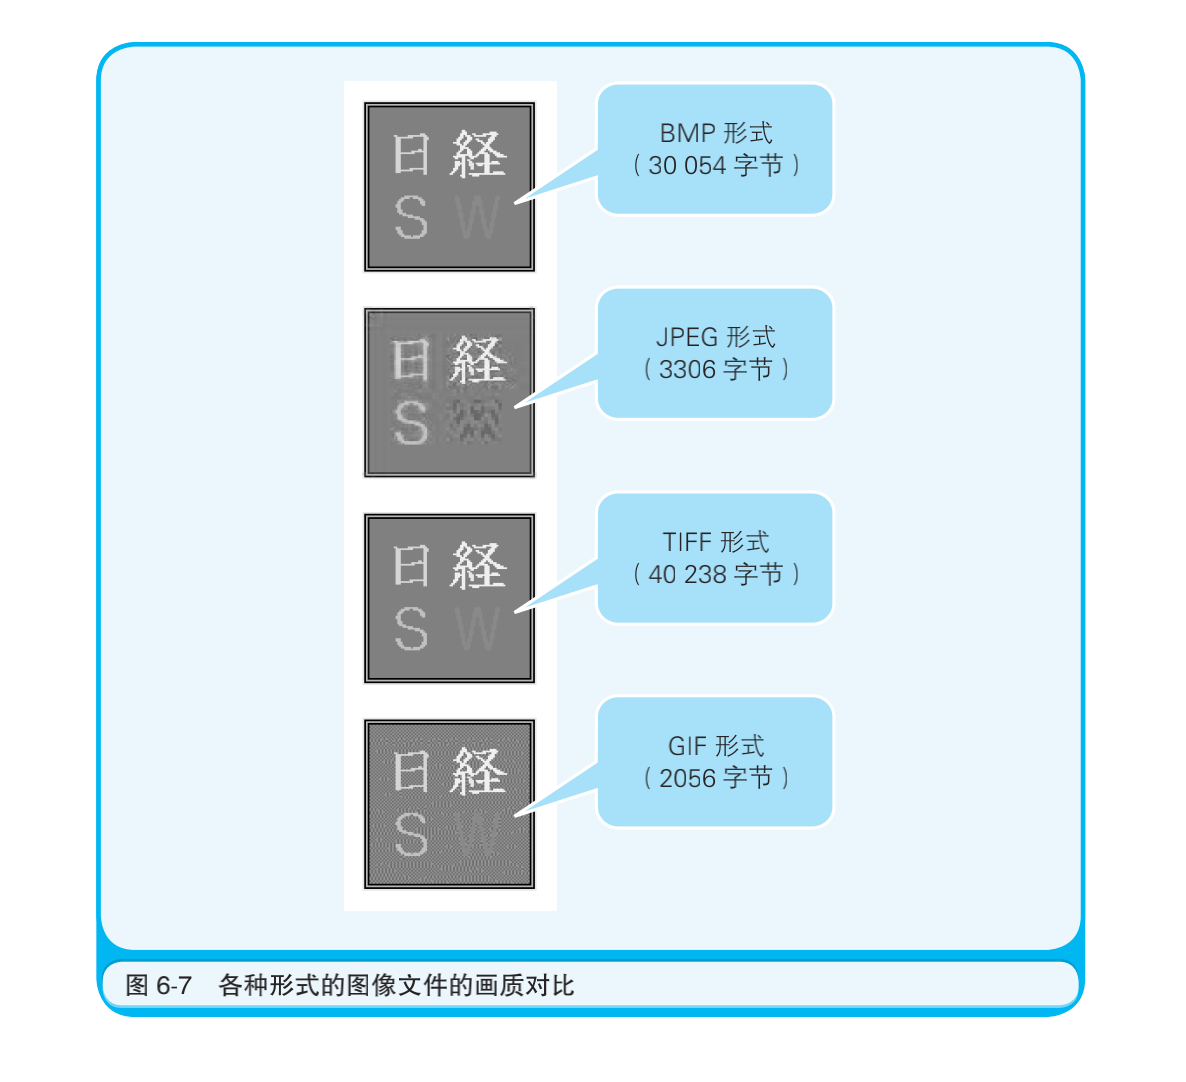 日 経
S W
BMP 形式
（30 054 字节）
日 経
S W
JPEG 形式
（3306 字节）
日 経
S W
TIFF 形式
（40 238 字节）
日 経
S W
GIF 形式
（2056 字节）
图 6-7　各种形式的图像文件的画质对比